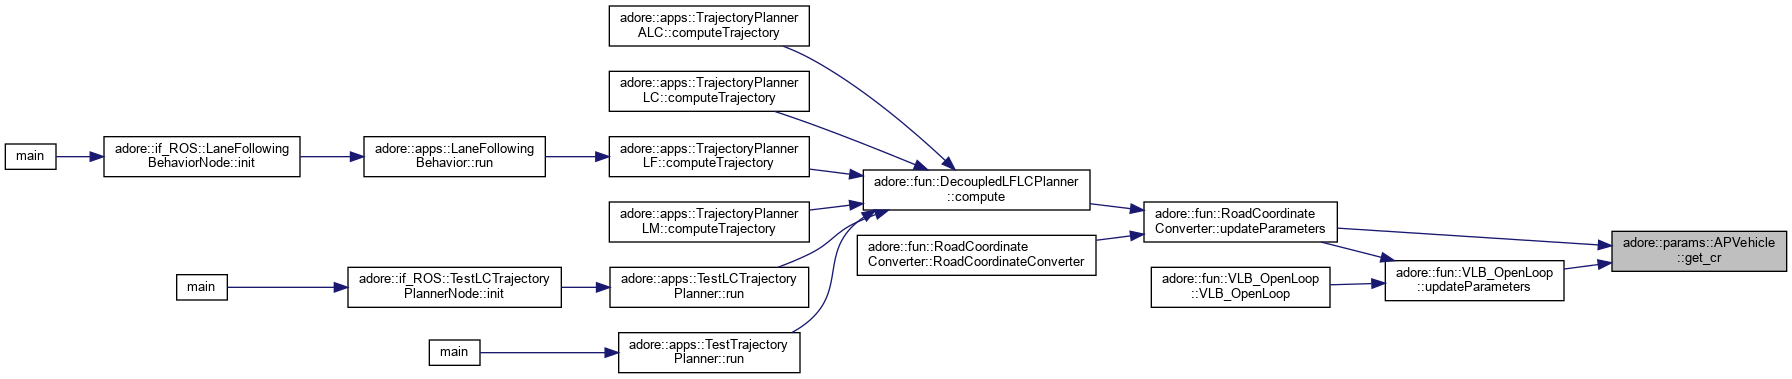 adore::apps::TrajectoryPlanner
ALC::computeTrajectory
adore::apps::TrajectoryPlanner
LC::computeTrajectory
main
adore::if_ROS::LaneFollowing
BehaviorNode::init
adore::apps::LaneFollowing
Behavior::run
adore::apps::TrajectoryPlanner
LF::computeTrajectory
adore::fun::DecoupledLFLCPlanner
::compute
adore::apps::TrajectoryPlanner
LM::computeTrajectory
adore::fun::RoadCoordinate
Converter::updateParameters
adore::fun::RoadCoordinate
Converter::RoadCoordinateConverter
adore::params::APVehicle
::get_cr
main
adore::if_ROS::TestLCTrajectory
PlannerNode::init
adore::apps::TestLCTrajectory
Planner::run
adore::fun::VLB_OpenLoop
::VLB_OpenLoop
adore::fun::VLB_OpenLoop
::updateParameters
main
adore::apps::TestTrajectory
Planner::run